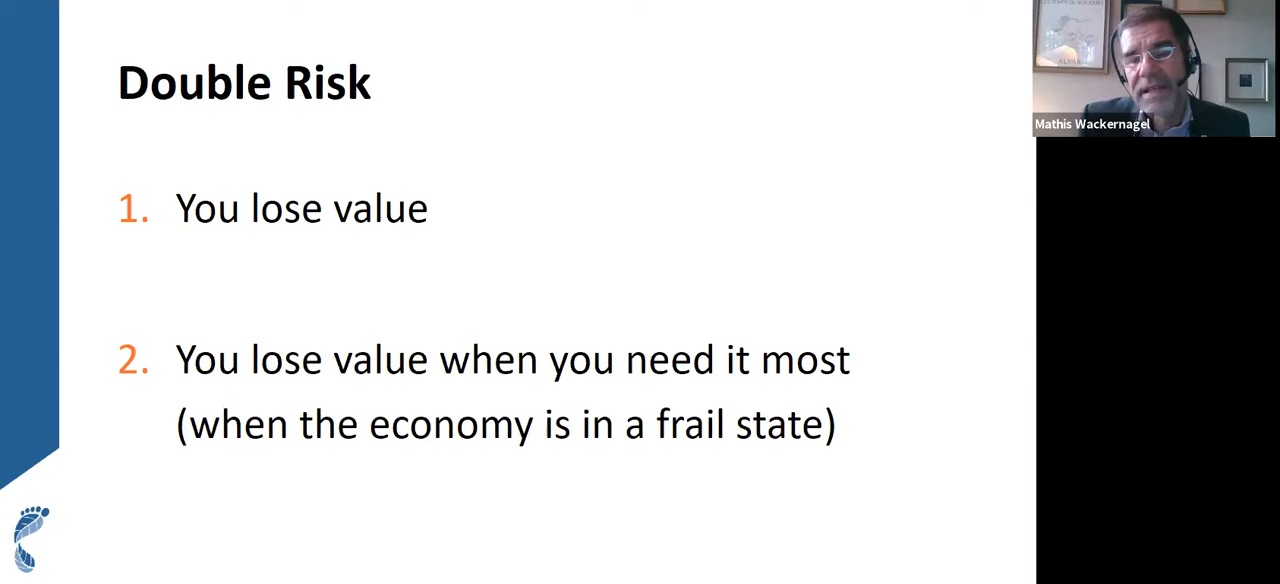 Double Risk
1. You lose value
2. You lose value when you need it most
(when the economy is in a frail state)
Mathis Wackernagel